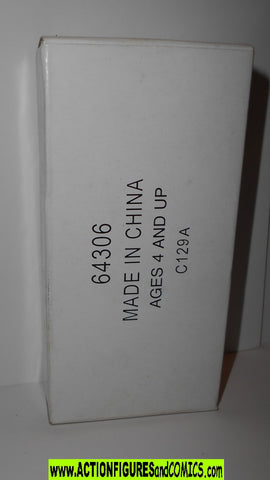 64306
MADE IN CHINA
AGES 4 AND UP
C129A
www.ACTIONFIGURESandCOMICS.com